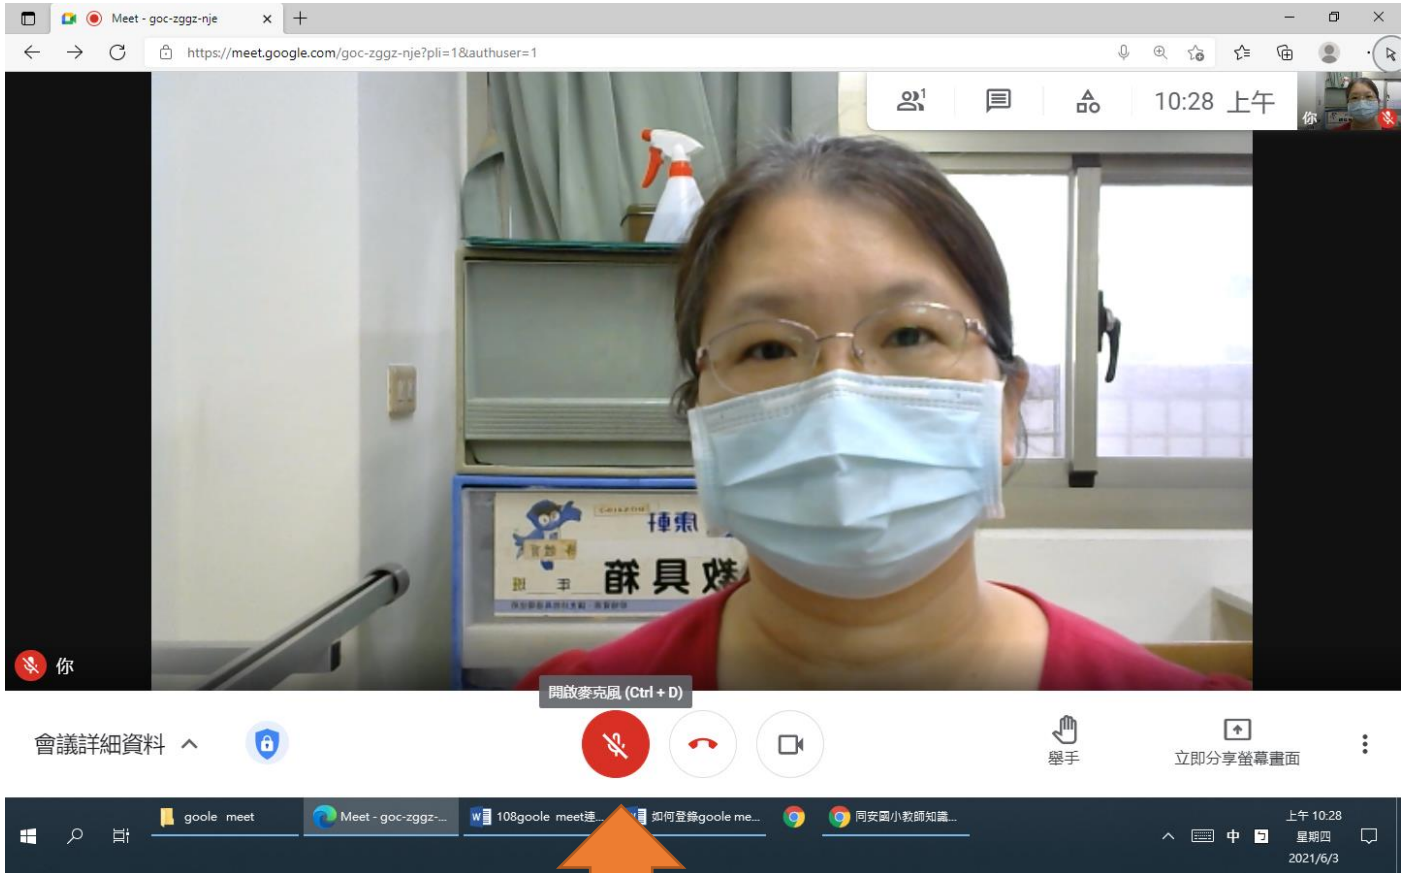 Meet - goc-zggz-nje
https://meet.google.com/goc-zggz-nje?pli=1&authuser=1
1
10:28 上午
你
教具箱
年 班
你
開啟麥克風 (Ctrl + D)
會議詳細資料
舉手
立即分享螢幕畫面
goole meet
Meet - goc-zggz-...
108goole meet連...
如何登錄goole me...
同安國小教師知識...
中
上午 10:28
星期四
2021/6/3